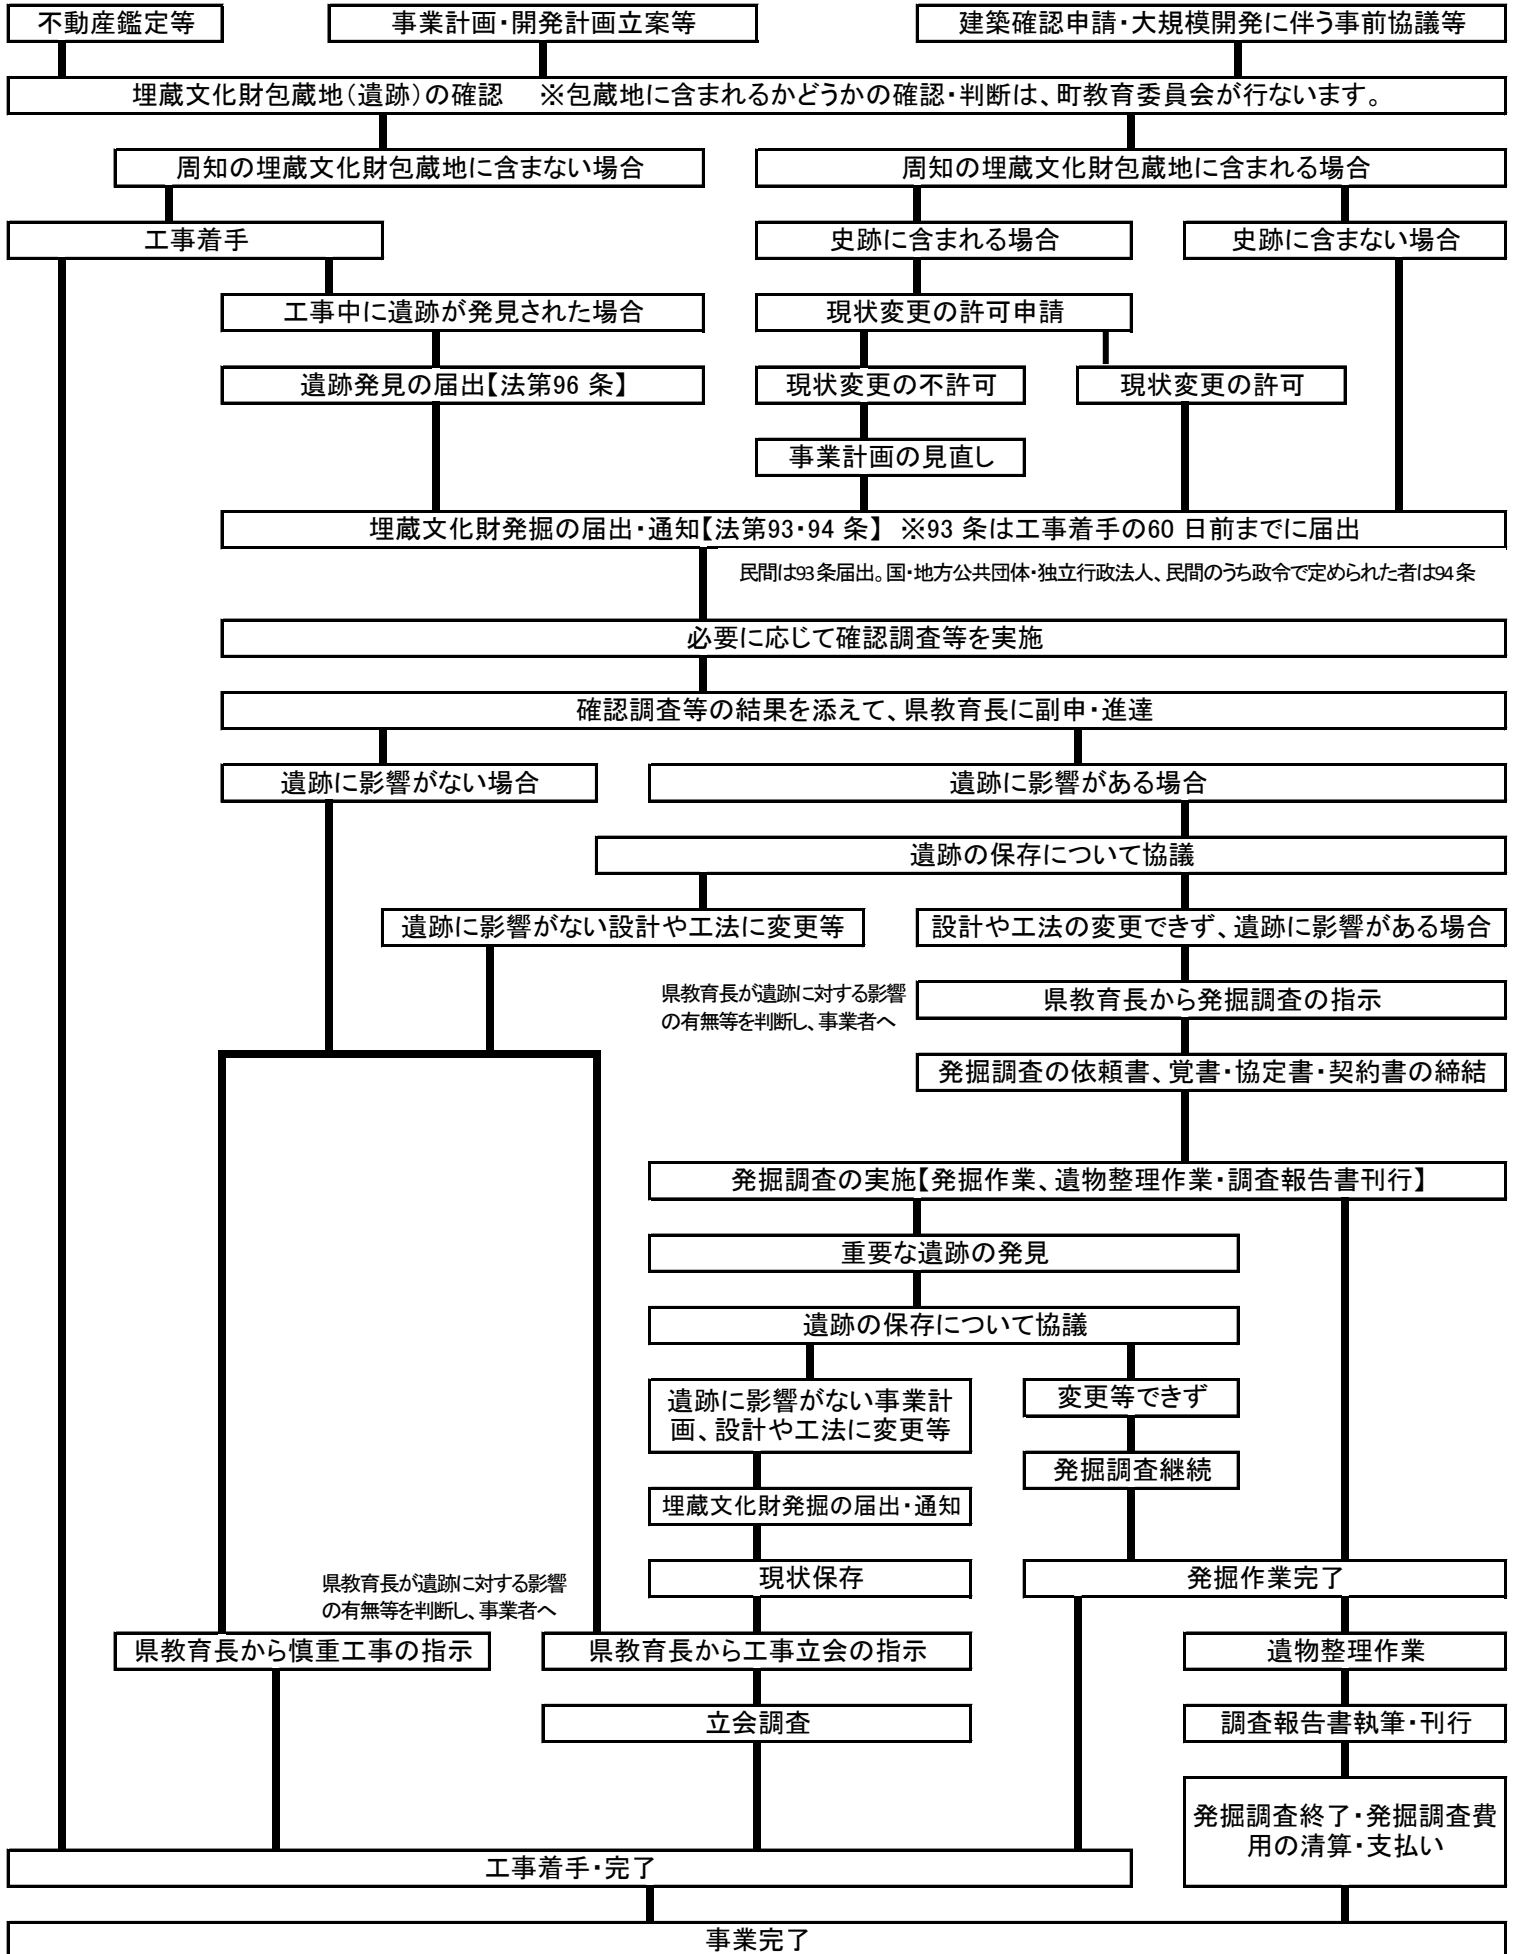 不動産鑑定等
事業計画・開発計画立案等
建築確認申請・大規模開発に伴う事前協議等
埋蔵文化財包蔵地(遺跡)の確認　※包蔵地に含まれるかどうかの確認・判断は、町教育委員会が行ないます。
周知の埋蔵文化財包蔵地に含まない場合
周知の埋蔵文化財包蔵地に含まれる場合
工事着手
史跡に含まれる場合
史跡に含まない場合
工事中に遺跡が発見された場合
現状変更の許可申請
遺跡発見の届出【法第96 条】
現状変更の不許可
現状変更の許可
事業計画の見直し
埋蔵文化財発掘の届出・通知【法第93・94 条】 ※93 条は工事着手の60 日前までに届出
民間は93条届出。国・地方公共団体・独立行政法人、民間のうち政令で定められた者は94条
必要に応じて確認調査等を実施
確認調査等の結果を添えて、県教育長に副申・進達
遺跡に影響がない場合
遺跡に影響がある場合
遺跡の保存について協議
遺跡に影響がない設計や工法に変更等
設計や工法の変更できず、遺跡に影響がある場合
県教育長が遺跡に対する影響
の有無等を判断し、事業者へ
県教育長から発掘調査の指示
発掘調査の依頼書、覚書・協定書・契約書の締結
発掘調査の実施【発掘作業、遺物整理作業・調査報告書刊行】
重要な遺跡の発見
遺跡の保存について協議
遺跡に影響がない事業計
画、設計や工法に変更等
変更等できず
発掘調査継続
埋蔵文化財発掘の届出・通知
現状保存
発掘作業完了
県教育長が遺跡に対する影響
の有無等を判断し、事業者へ
県教育長から慎重工事の指示
県教育長から工事立会の指示
遺物整理作業
立会調査
調査報告書執筆・刊行
発掘調査終了・発掘調査費
用の清算・支払い
工事着手・完了
事業完了